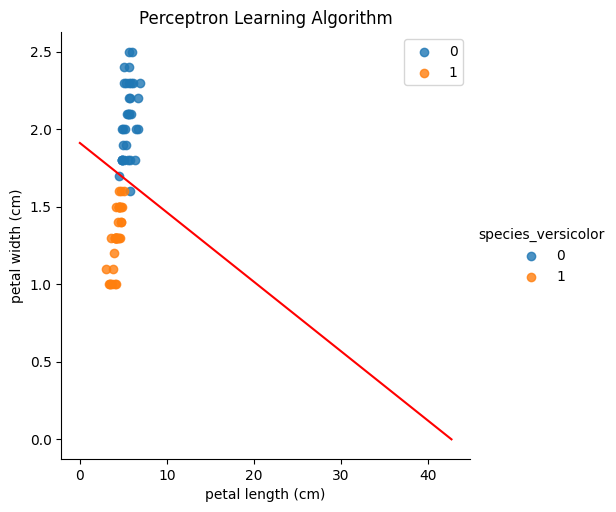 Perceptron Learning Algorithm
0
1
2.5
2.0
1.5
1.0
0.5
0.0
petal width (cm)
species_versicolor
0
1
0 10 20 30 40
petal length (cm)